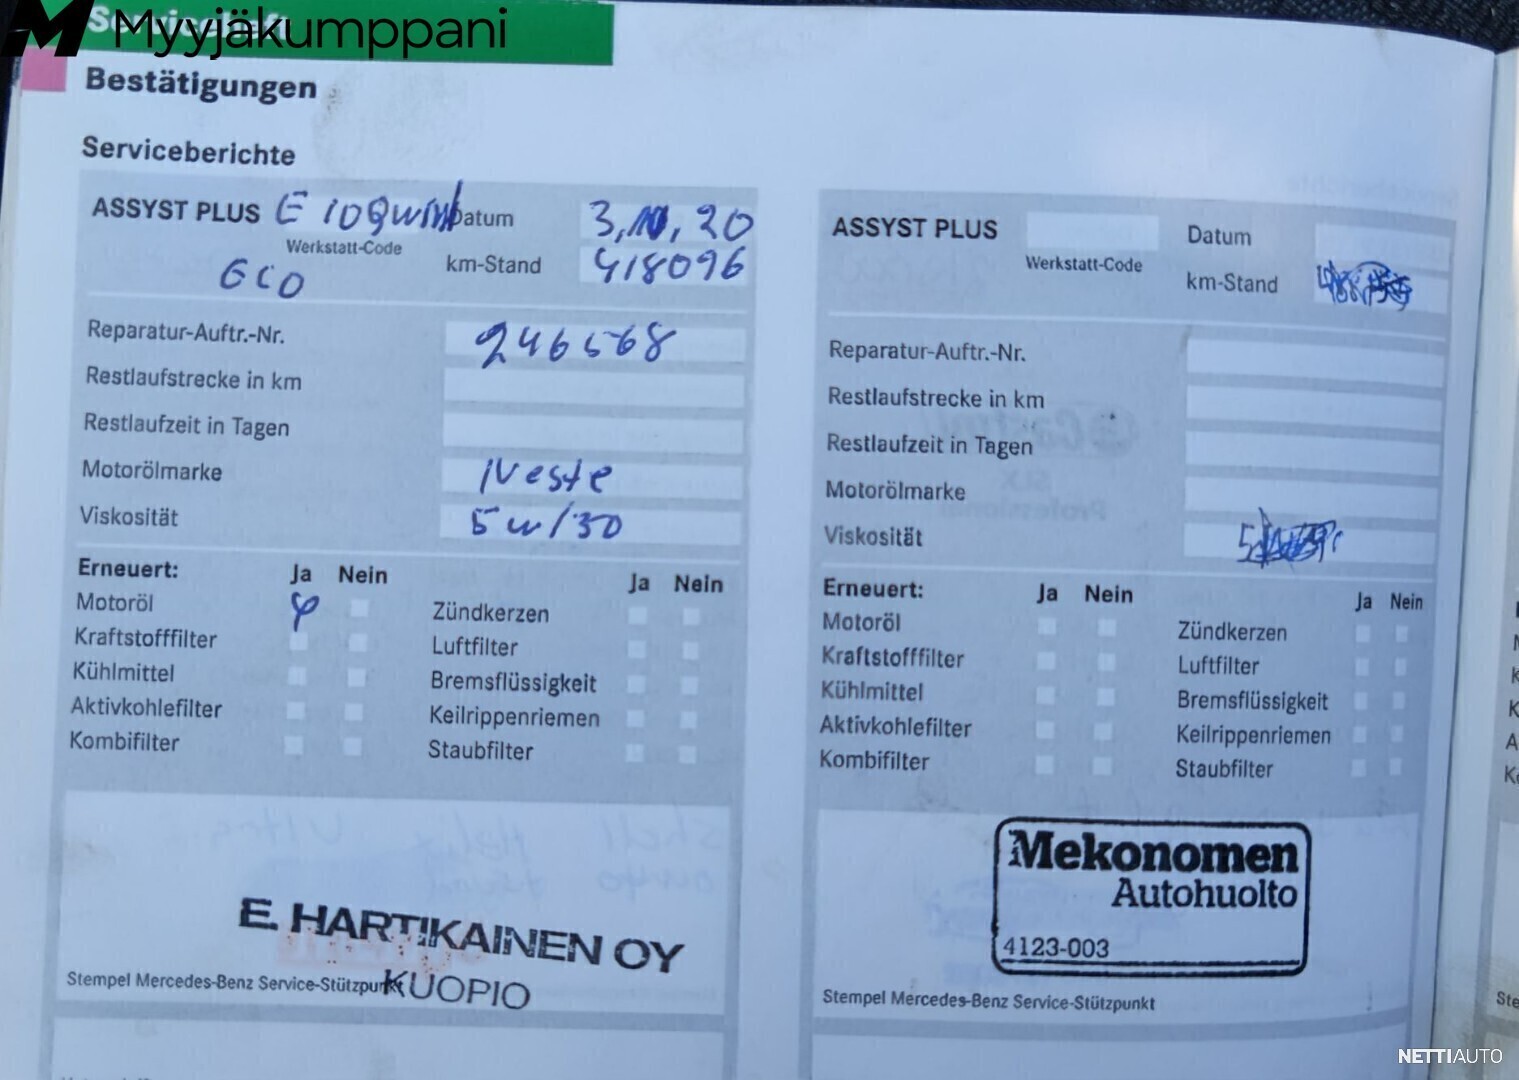 Myyjäkumppani
Bestätigungen
Serviceberichte
ASSYST PLUS
Werkstatt-Code
Datum
3, 20
km-Stand
418096
Reparatur-Auftr.-Nr.
246568
Restlaufstrecke in km
Restlaufzeit in Tagen
Motorölmarke
Neste
Viskosität
5w/30
Erneuert:
Ja Nein
Ja Nein
Motoröl
Kraftstofffilter
Kühlmittel
Aktivkohlefilter
Kombifilter
Zündkerzen
Luftfilter
Bremsflüssigkeit
Keilrippenriemen
Staubfilter
E. HARTIKAINEN OY
KUOPIO
Stempel Mercedes-Benz Service-Stützpunkt
ASSYST PLUS
Werkstatt-Code
Datum
km-Stand
Reparatur-Auftr.-Nr.
Restlaufstrecke in km
Restlaufzeit in Tagen
Motorölmarke
Viskosität
Erneuert:
Ja Nein
Ja Nein
Motoröl
Kraftstofffilter
Kühlmittel
Aktivkohlefilter
Kombifilter
Zündkerzen
Luftfilter
Bremsflüssigkeit
Keilrippenriemen
Staubfilter
Mekonomen
Autohuolto
4123-003
Stempel Mercedes-Benz Service-Stützpunkt
NETTIAUTO